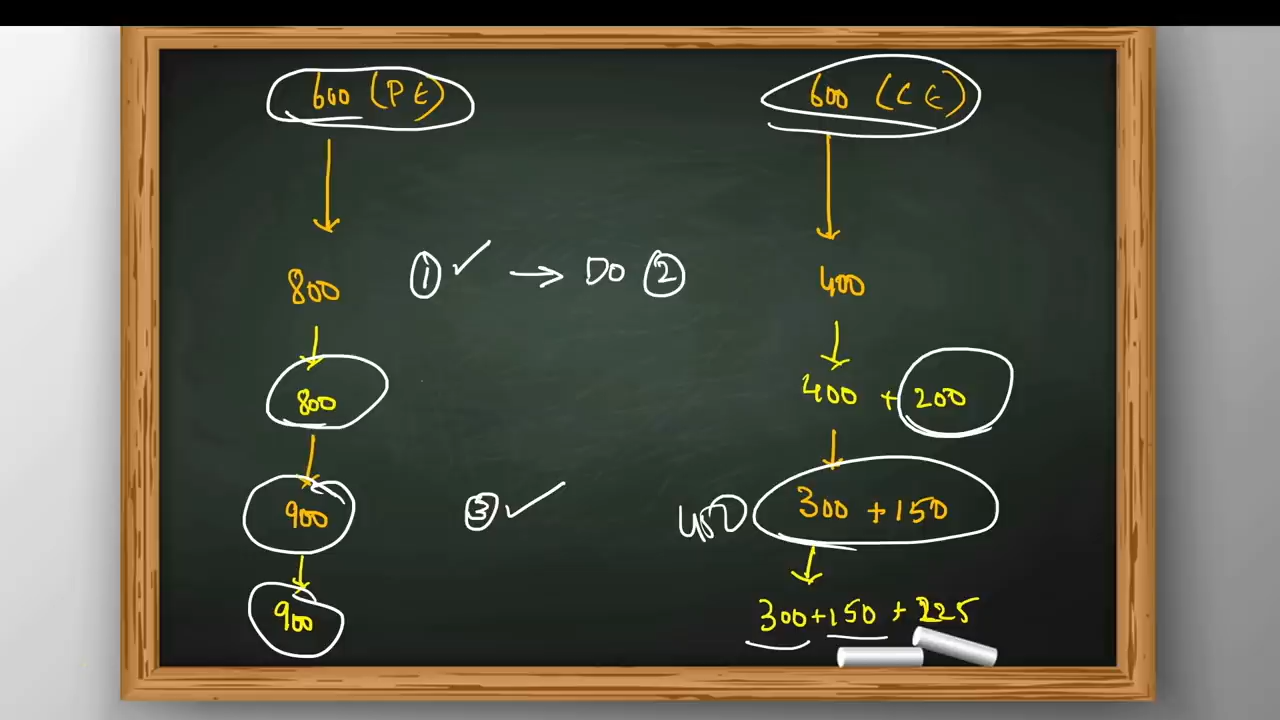 600 (PE) 600 (CE)
800 ① ✓ → DO ② 400
800 400 + 200
900 ③ ✓ 450 300 + 150
900 300 + 150 + 225